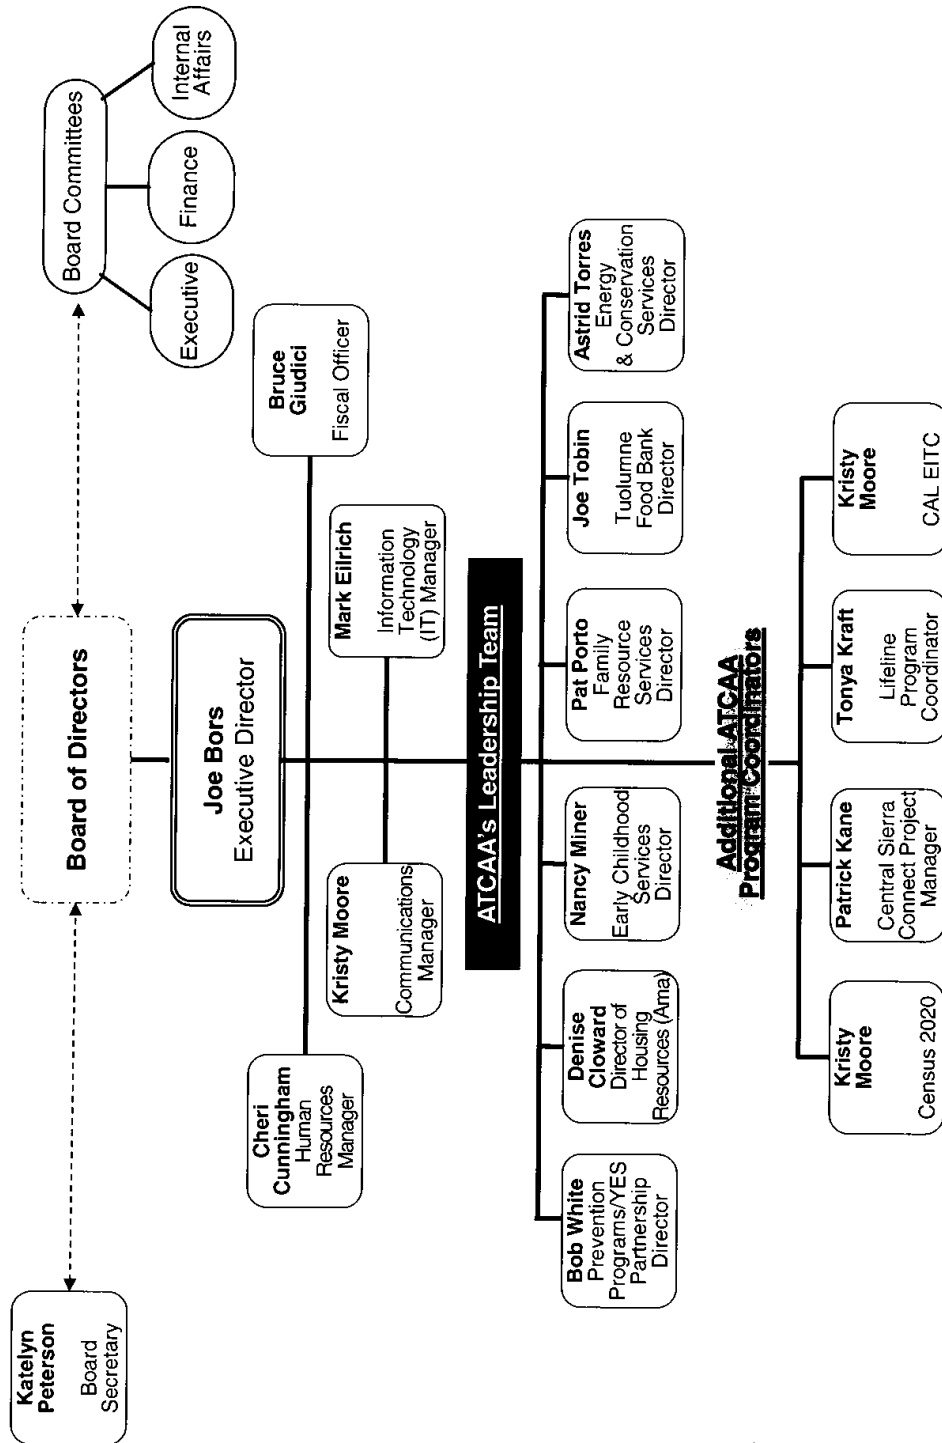 Katelyn
Peterson
Board
Secretary
Board of Directors
Board Committees
Executive
Finance
Internal
Affairs
Joe Bors
Executive Director
Cheri
Cunningham
Human
Resources
Manager
Bruce
Giudici
Fiscal Officer
Kristy Moore
Communications
Manager
Mark Eilrich
Information
Technology
(IT) Manager
ATCAA's Leadership Team
Bob White
Prevention
Programs/YES
Partnership
Director
Denise
Cloward
Director of
Housing
Resources (Ama)
Nancy Miner
Early Childhood
Services
Director
Pat Porto
Family
Resource
Services
Director
Joe Tobin
Tuolumne
Food Bank
Director
Astrid Torres
Energy
& Conservation
Services
Director
Additional ATCAA
Program Coordinators
Kristy
Moore
Census 2020
Patrick Kane
Central Sierra
Connect Project
Manager
Tonya Kraft
Lifeline
Program
Coordinator
Kristy
Moore
CAL EITC